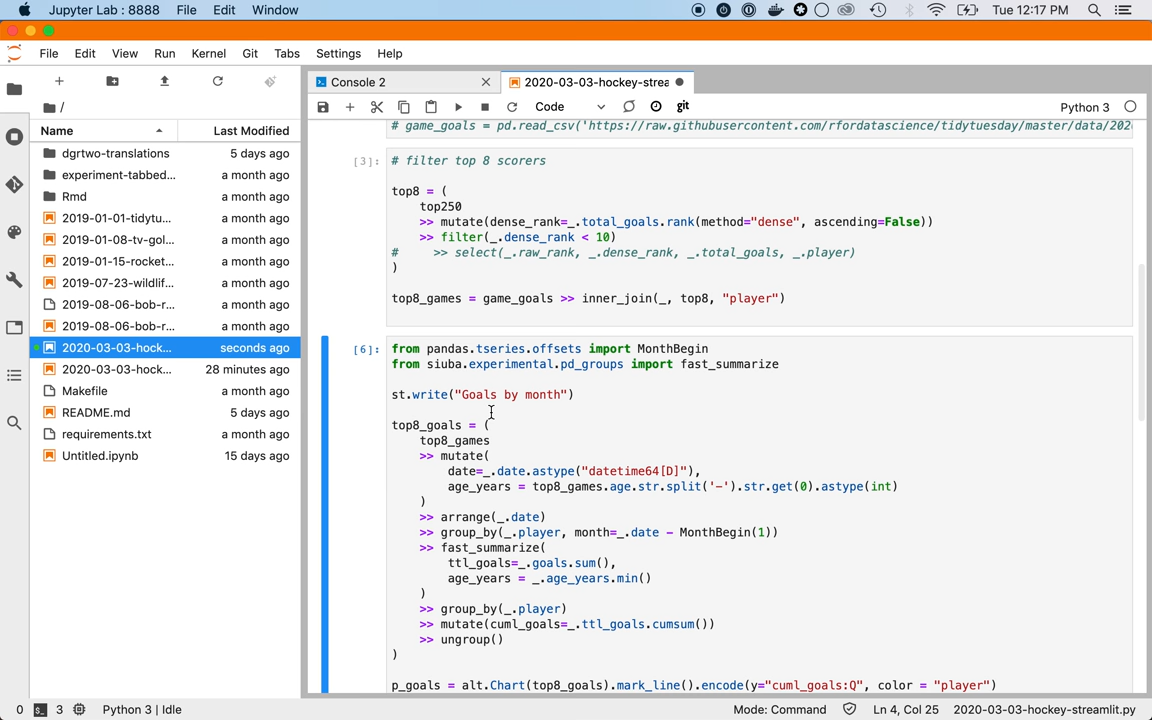 Jupyter Lab : 8888 File Edit Window Tue 12:17 PM
File Edit View Run Kernel Git Tabs Settings Help
Console 2
2020-03-03-hockey-strea
Code
git
Python 3
/
Name Last Modified
dgrtwo-translations 5 days ago
experiment-tabbed... a month ago
Rmd a month ago
2019-01-01-tidytu... a month ago
2019-01-08-tv-gol... a month ago
2019-01-15-rocket... a month ago
2019-07-23-wildlif... a month ago
2019-08-06-bob-r... a month ago
2019-08-06-bob-r... a month ago
2020-03-03-hock... seconds ago
2020-03-03-hock... 28 minutes ago
Makefile a month ago
README.md 5 days ago
requirements.txt a month ago
Untitled.ipynb 15 days ago
# game_goals = pd.read_csv('https://raw.githubusercontent.com/rfordatascience/tidytuesday/master/data/202
[3]: # filter top 8 scorers
top8 = (
top250
>> mutate(dense_rank=_.total_goals.rank(method="dense", ascending=False))
>> filter(_.dense_rank < 10)
# >> select(_.raw_rank, _.dense_rank, _.total_goals, _.player)
)
top8_games = game_goals >> inner_join(_, top8, "player")
[6]: from pandas.tseries.offsets import MonthBegin
from siuba.experimental.pd_groups import fast_summarize
st.write("Goals by month")
top8_goals = (
top8_games
>> mutate(
date=_.date.astype("datetime64[D]"),
age_years = top8_games.age.str.split('-').str.get(0).astype(int)
)
>> arrange(_.date)
>> group_by(_.player, month=_.date - MonthBegin(1))
>> fast_summarize(
ttl_goals=_.goals.sum(),
age_years = _.age_years.min()
)
>> group_by(_.player)
>> mutate(cuml_goals=_.ttl_goals.cumsum())
>> ungroup()
)
p_goals = alt.Chart(top8_goals).mark_line().encode(y="cuml_goals:Q", color = "player")
0 3 Python 3 | Idle Mode: Command Ln 4, Col 25 2020-03-03-hockey-streamlit.py